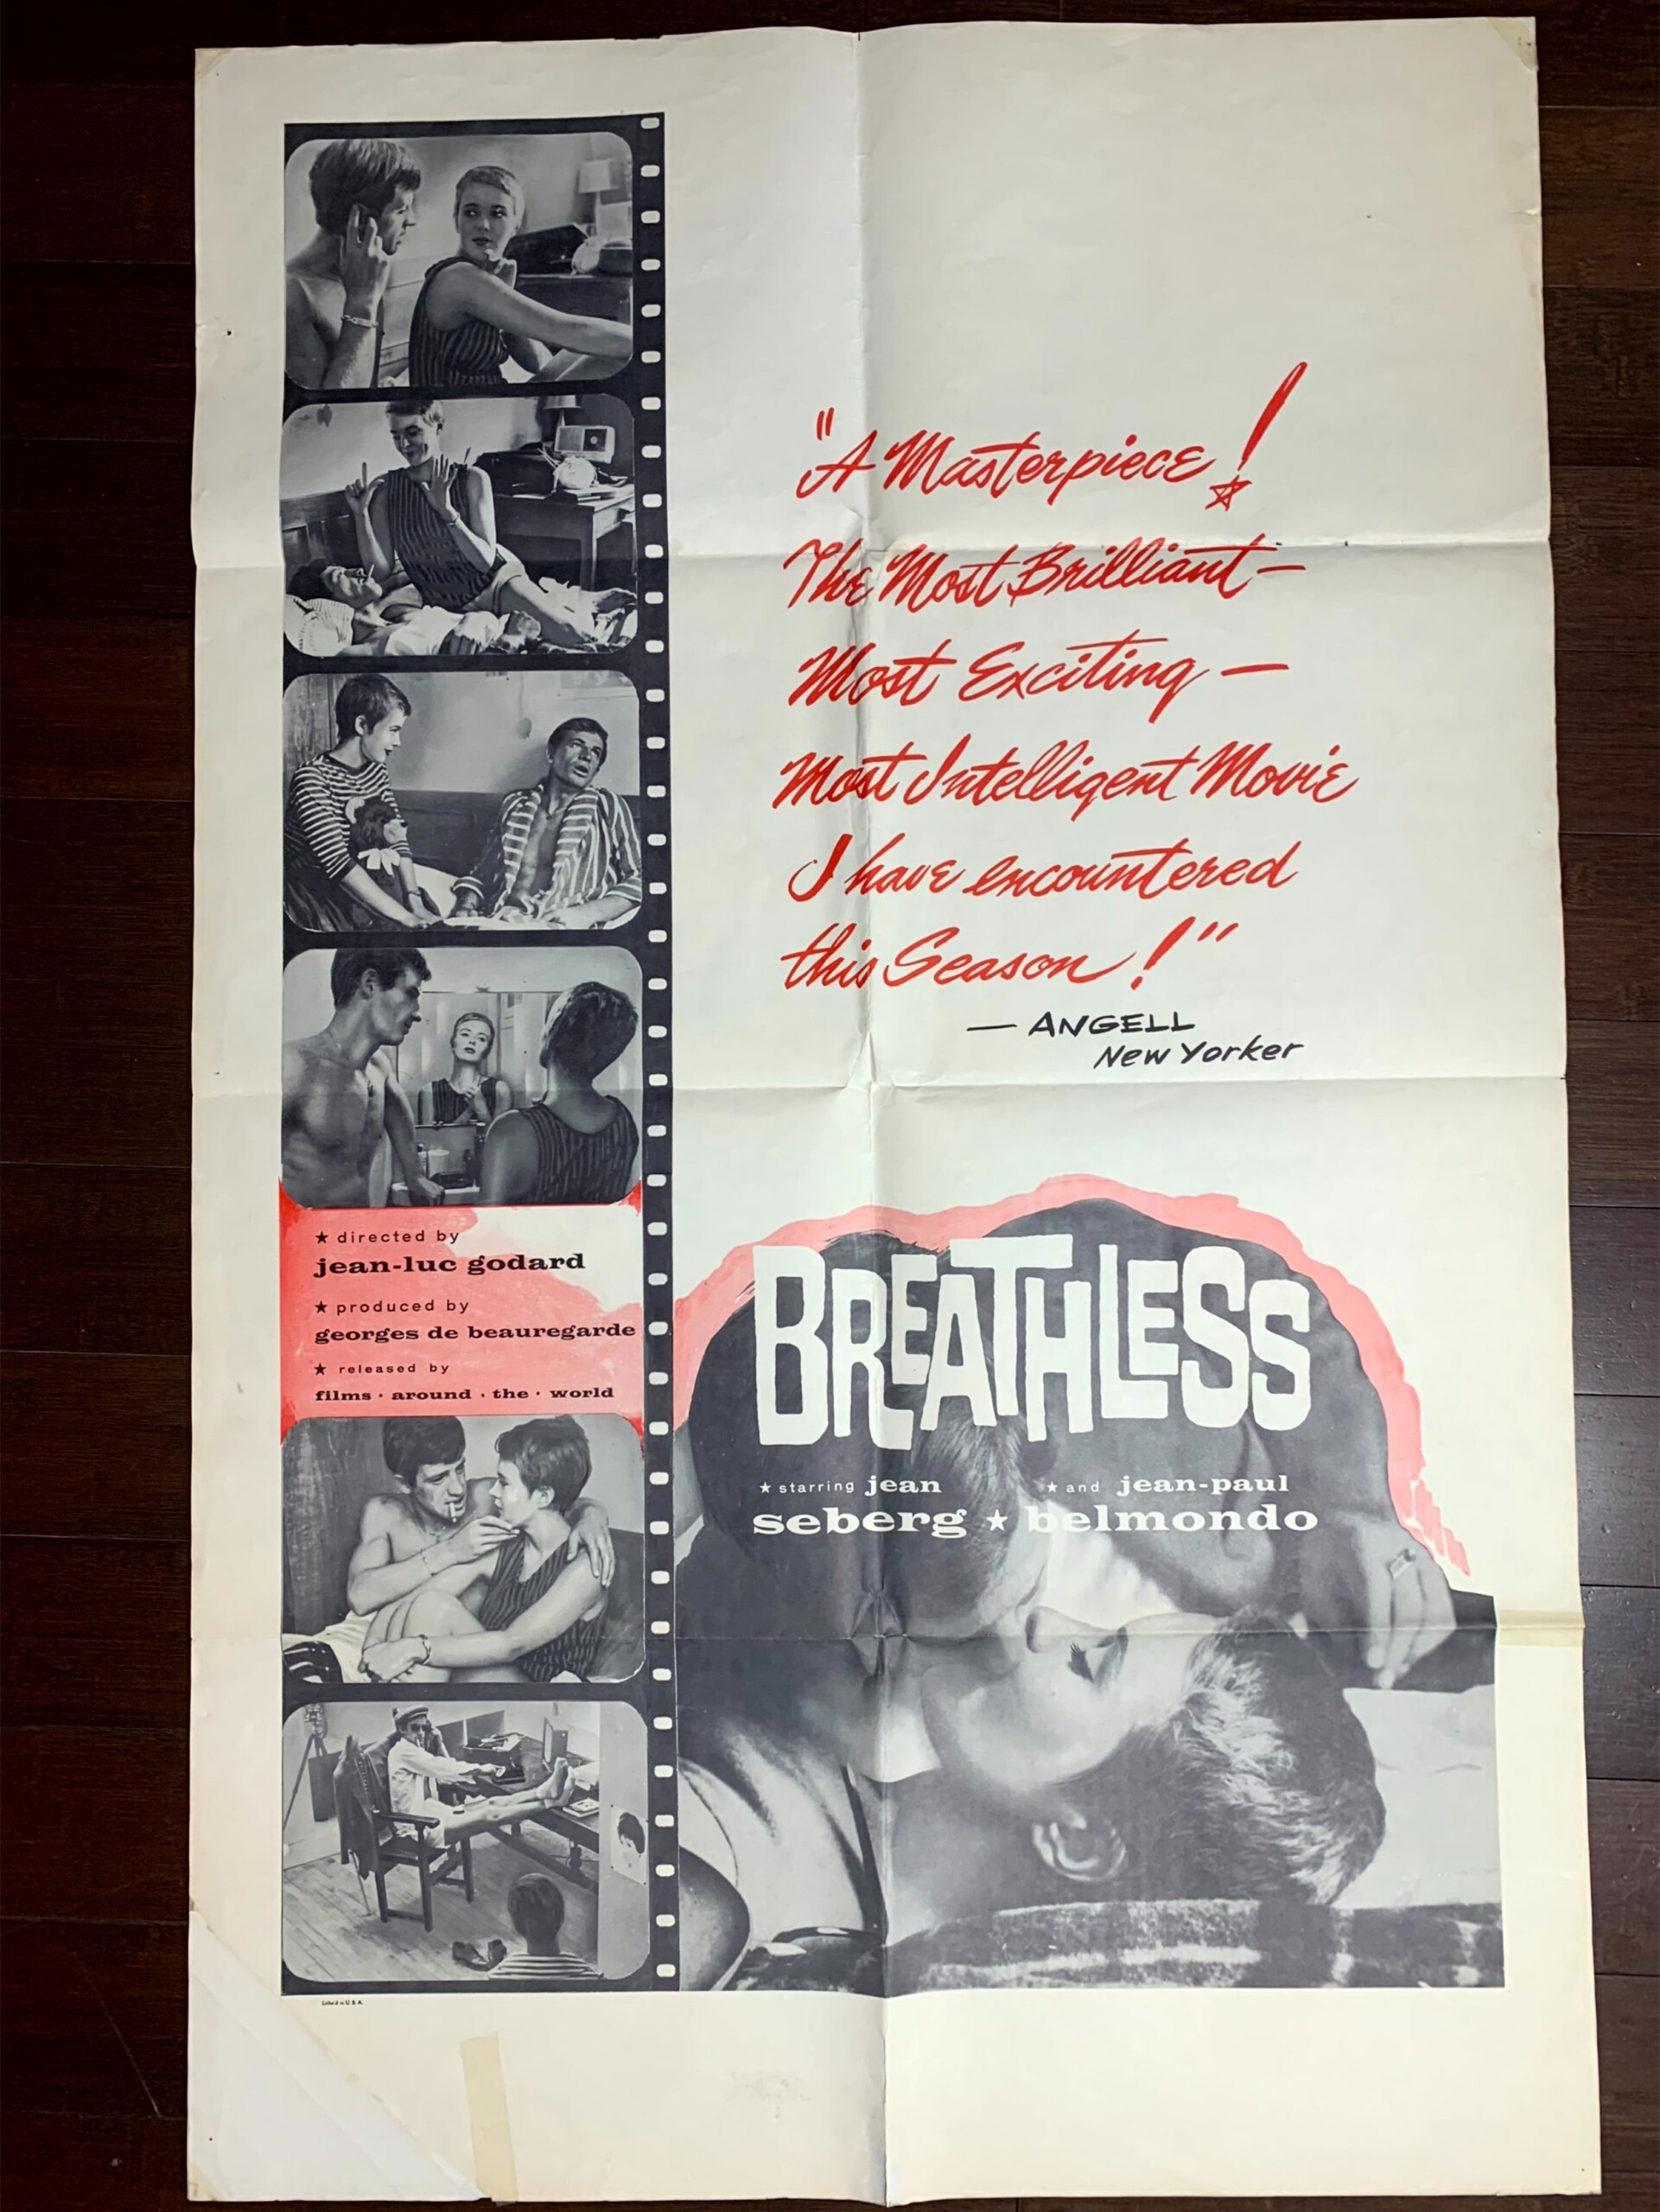 "A Masterpiece!
The Most Brilliant—
Most Exciting—
Most Intelligent Movie
I have encountered
this Season!"
— ANGELL
New Yorker
★ directed by
jean-luc godard
★ produced by
georges de beauregarde
★ released by
films · around · the · world
BREATHLESS
★ starring jean ★ and jean-paul
seberg ★ belmondo
Litho'd in U.S.A.